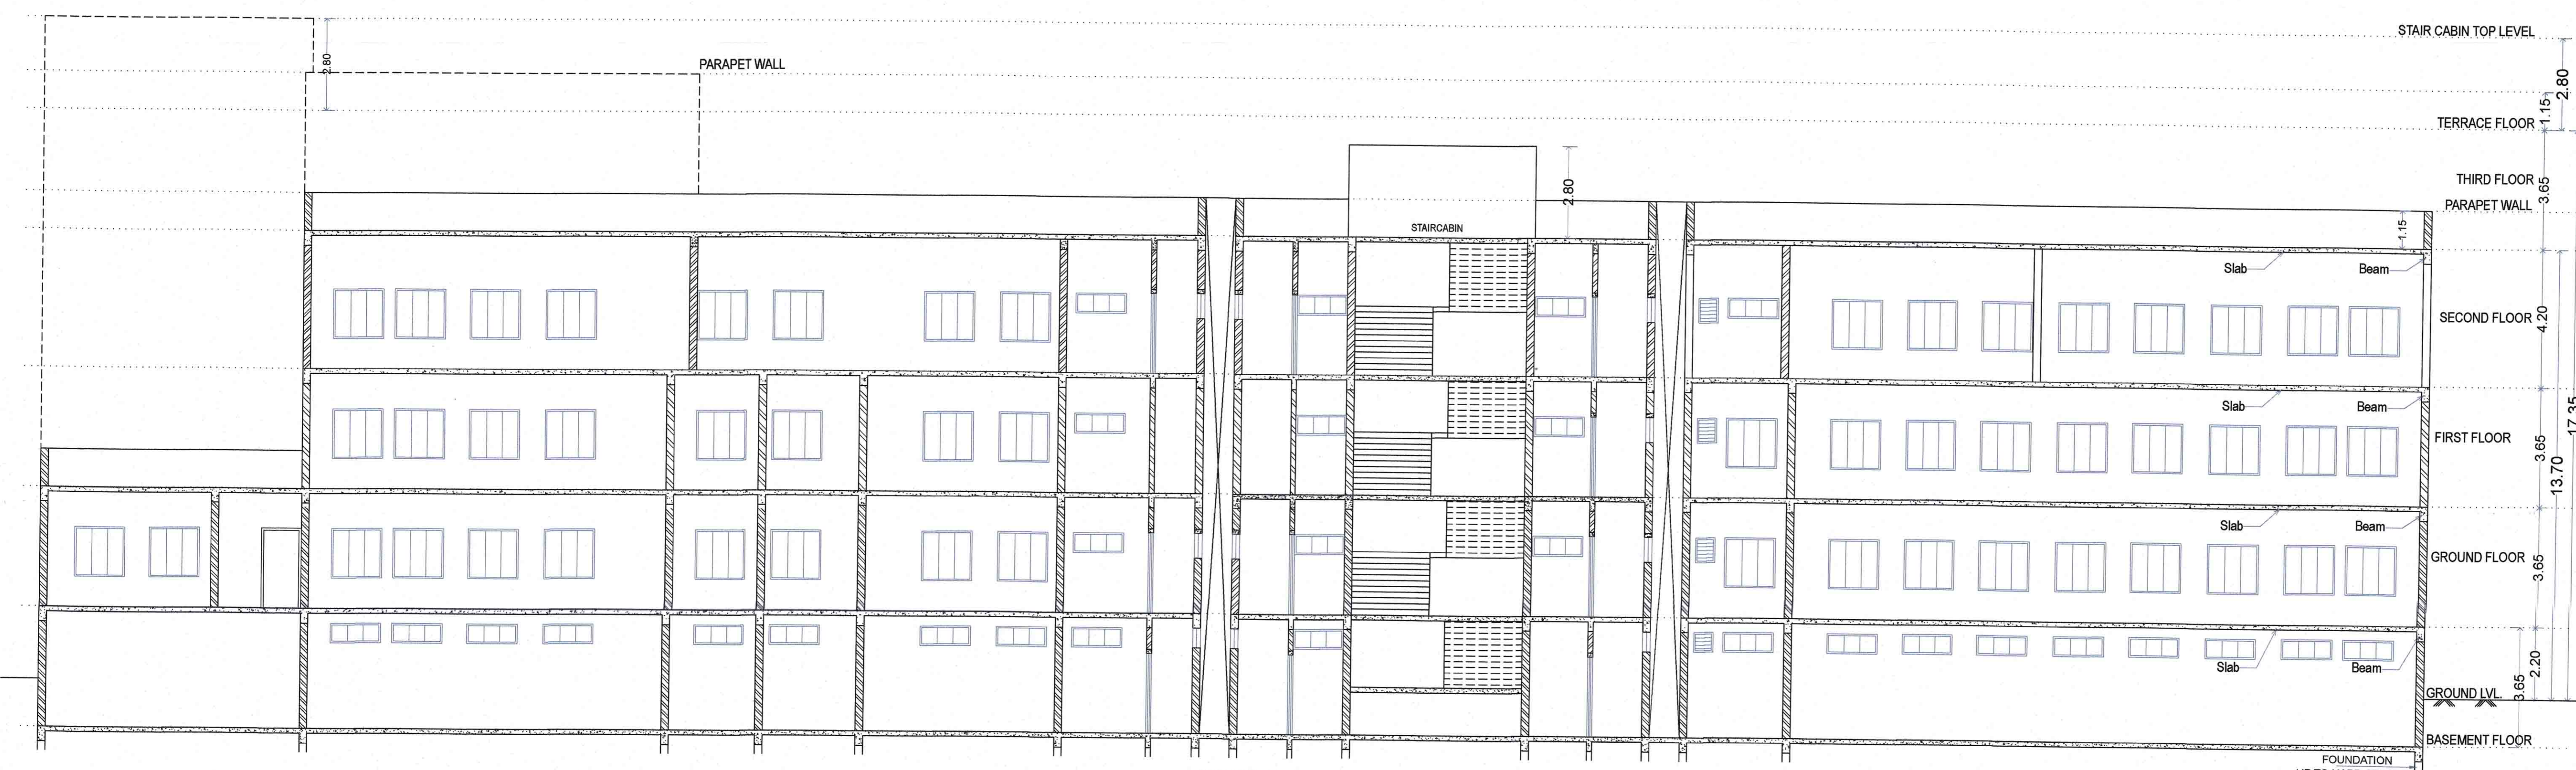 STAIR CABIN TOP LEVEL
2.80
PARAPET WALL
2.80
1.15
TERRACE FLOOR
THIRD FLOOR
3.65
2.80
PARAPET WALL
1.15
STAIRCABIN
Slab
Beam
SECOND FLOOR
4.20
Slab
Beam
FIRST FLOOR
3.65
17.35
13.70
Slab
Beam
GROUND FLOOR
3.65
Slab
Beam
2.20
3.65
GROUND LVL.
BASEMENT FLOOR
FOUNDATION